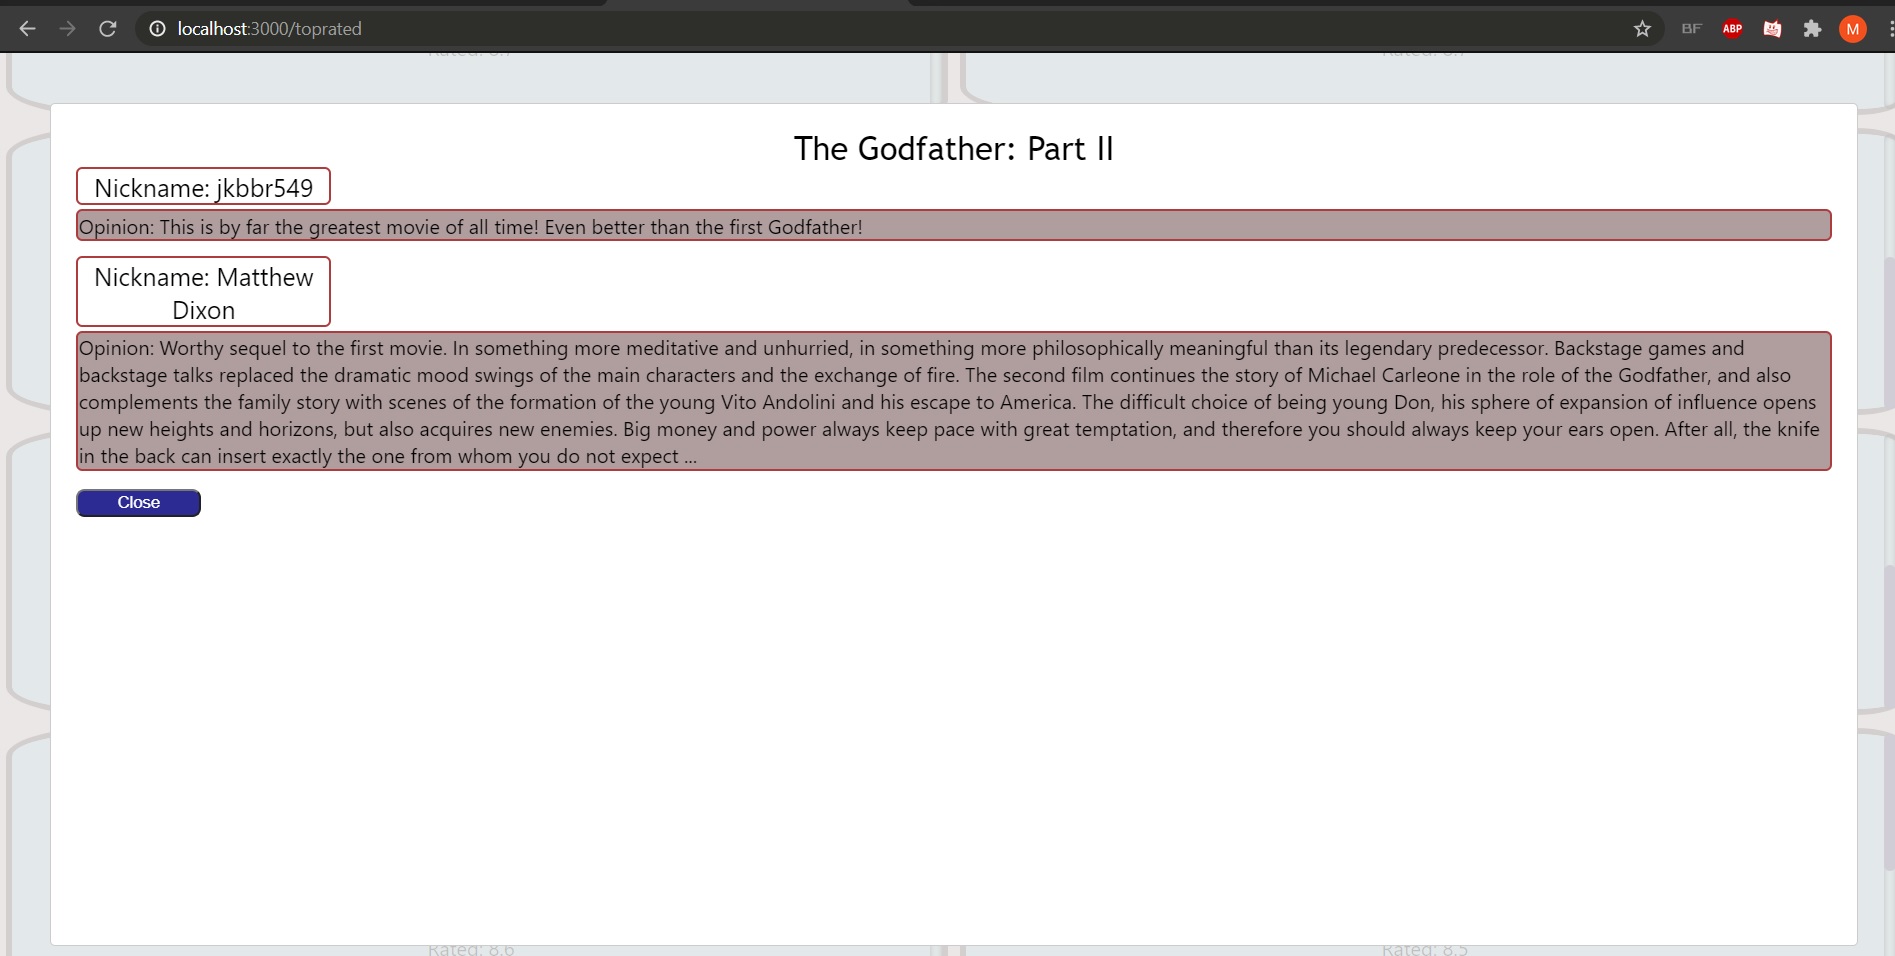 localhost:3000/toprated
BF
ABP
M
The Godfather: Part II
Nickname: jkbbr549
Opinion: This is by far the greatest movie of all time! Even better than the first Godfather!
Nickname: Matthew
Dixon
Opinion: Worthy sequel to the first movie. In something more meditative and unhurried, in something more philosophically meaningful than its legendary predecessor. Backstage games and
backstage talks replaced the dramatic mood swings of the main characters and the exchange of fire. The second film continues the story of Michael Carleone in the role of the Godfather, and also
complements the family story with scenes of the formation of the young Vito Andolini and his escape to America. The difficult choice of being young Don, his sphere of expansion of influence opens
up new heights and horizons, but also acquires new enemies. Big money and power always keep pace with great temptation, and therefore you should always keep your ears open. After all, the knife
in the back can insert exactly the one from whom you do not expect ...
Close
Rated: 8.6
Rated: 8.5